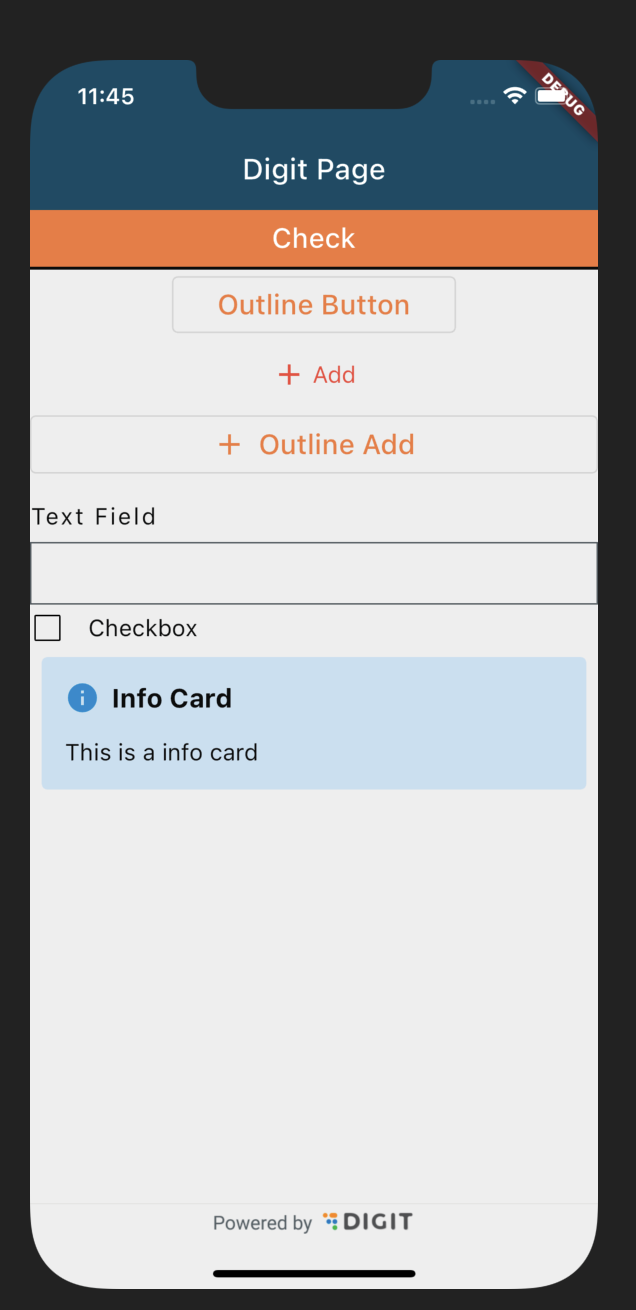 11:45
DEBUG
Digit Page
Check
Outline Button
+ Add
+ Outline Add
Text Field
Checkbox
i Info Card
This is a info card
Powered by DIGIT